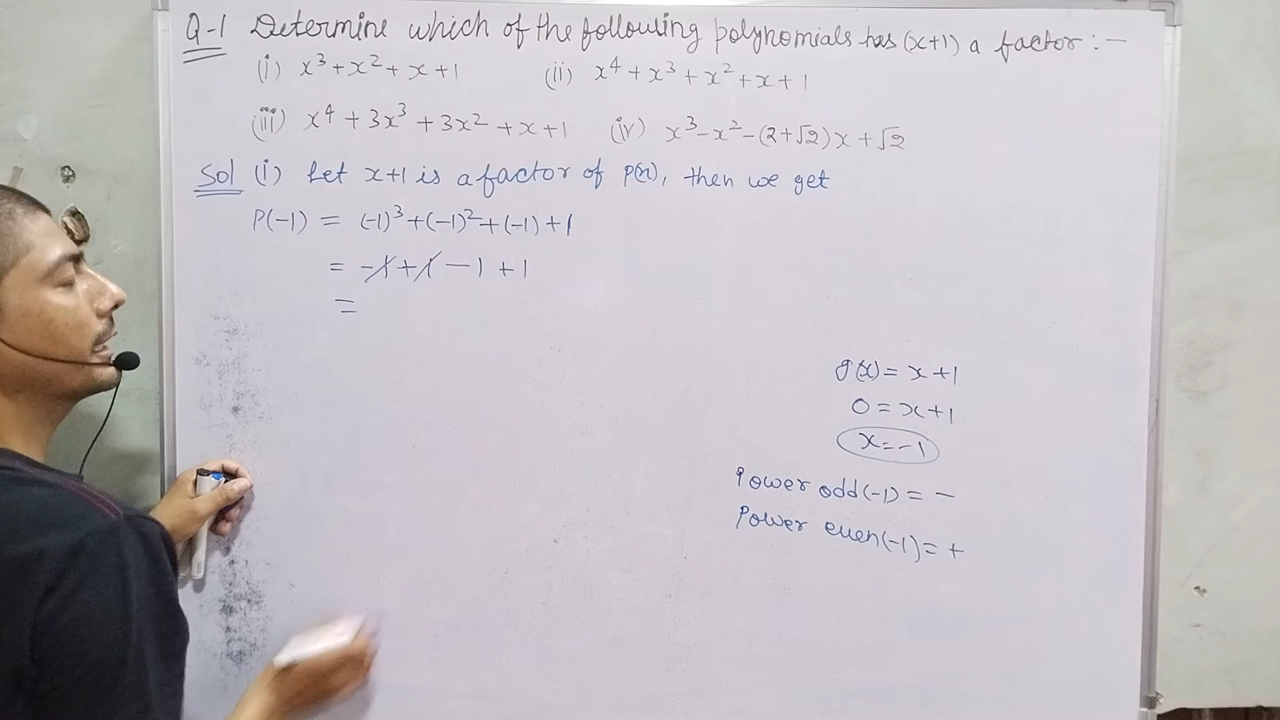 Q-1 Determine which of the following polynomials has (x+1) a factor :-
(i) x³+x²+x+1 (ii) x⁴+x³+x²+x+1
(iii) x⁴+3x³+3x²+x+1 (iv) x³-x²-(2+√2)x+√2
Sol (i) Let x+1 is a factor of P(x), then we get
P(-1) = (-1)³+(-1)²+(-1)+1
= -1+1-1+1
=
g(x)= x+1
0=x+1
x=-1
Power odd(-1)= -
Power even(-1)= +